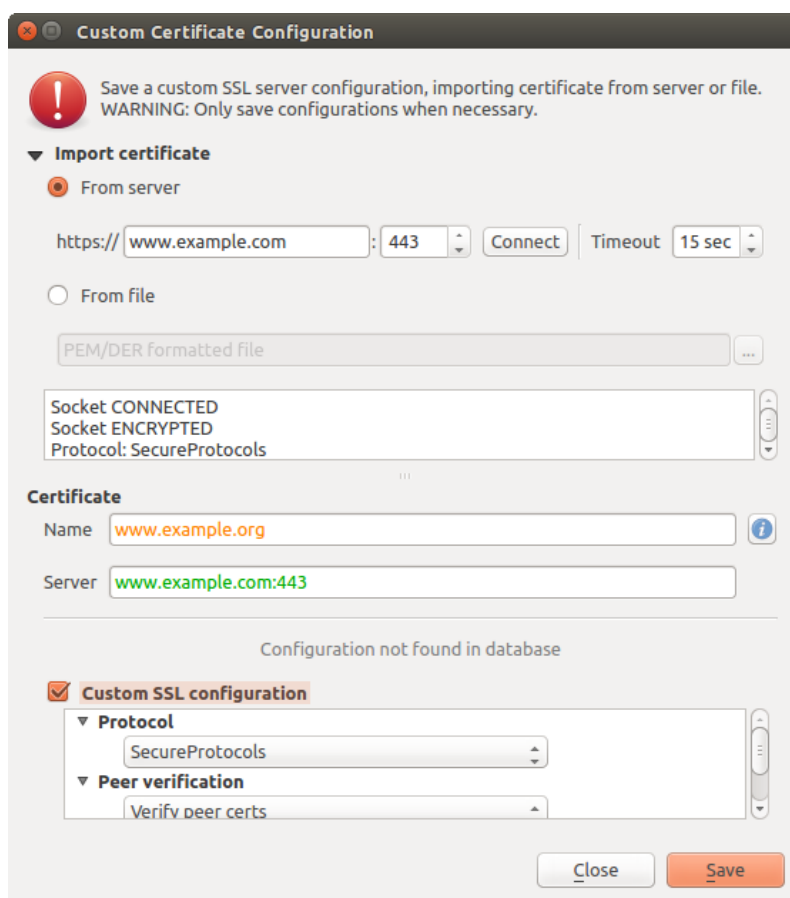 Custom Certificate Configuration
Save a custom SSL server configuration, importing certificate from server or file.
WARNING: Only save configurations when necessary.
Import certificate
From server
https:// www.example.com : 443 Connect Timeout 15 sec
From file
PEM/DER formatted file ...
Socket CONNECTED
Socket ENCRYPTED
Protocol: SecureProtocols
Certificate
Name www.example.org
Server www.example.com:443
Configuration not found in database
Custom SSL configuration
Protocol
SecureProtocols
Peer verification
Verify peer certs
Close Save